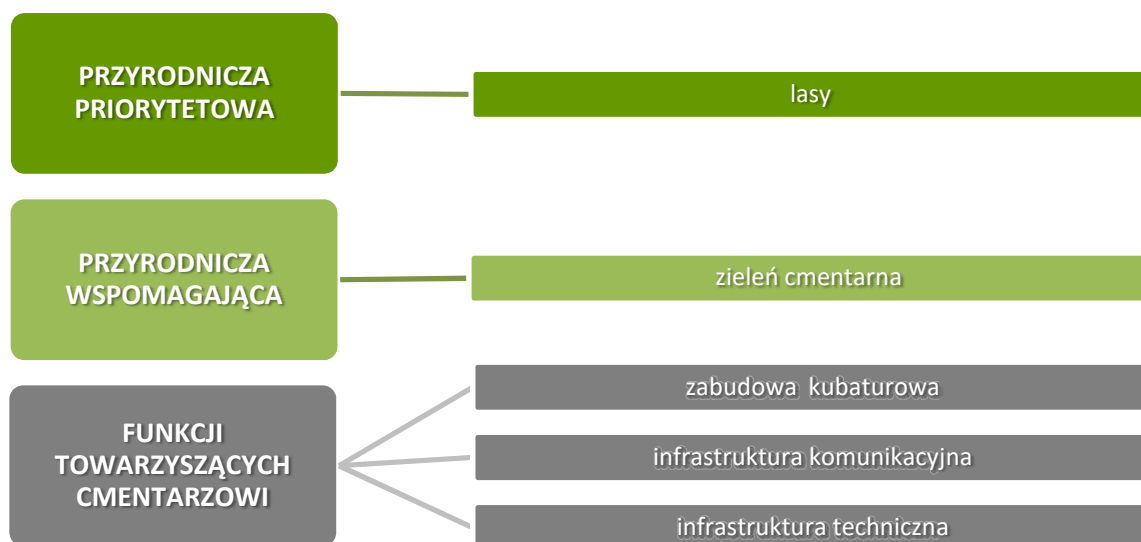 PRZYRODNICZA
PRIORYTETOWA
lasy
PRZYRODNICZA
WSPOMAGAJĄCA
zieleń cmentarna
FUNKCJI
TOWARZYSZĄCYCH
CMENTARZOWI
zabudowa kubaturowa
infrastruktura komunikacyjna
infrastruktura techniczna